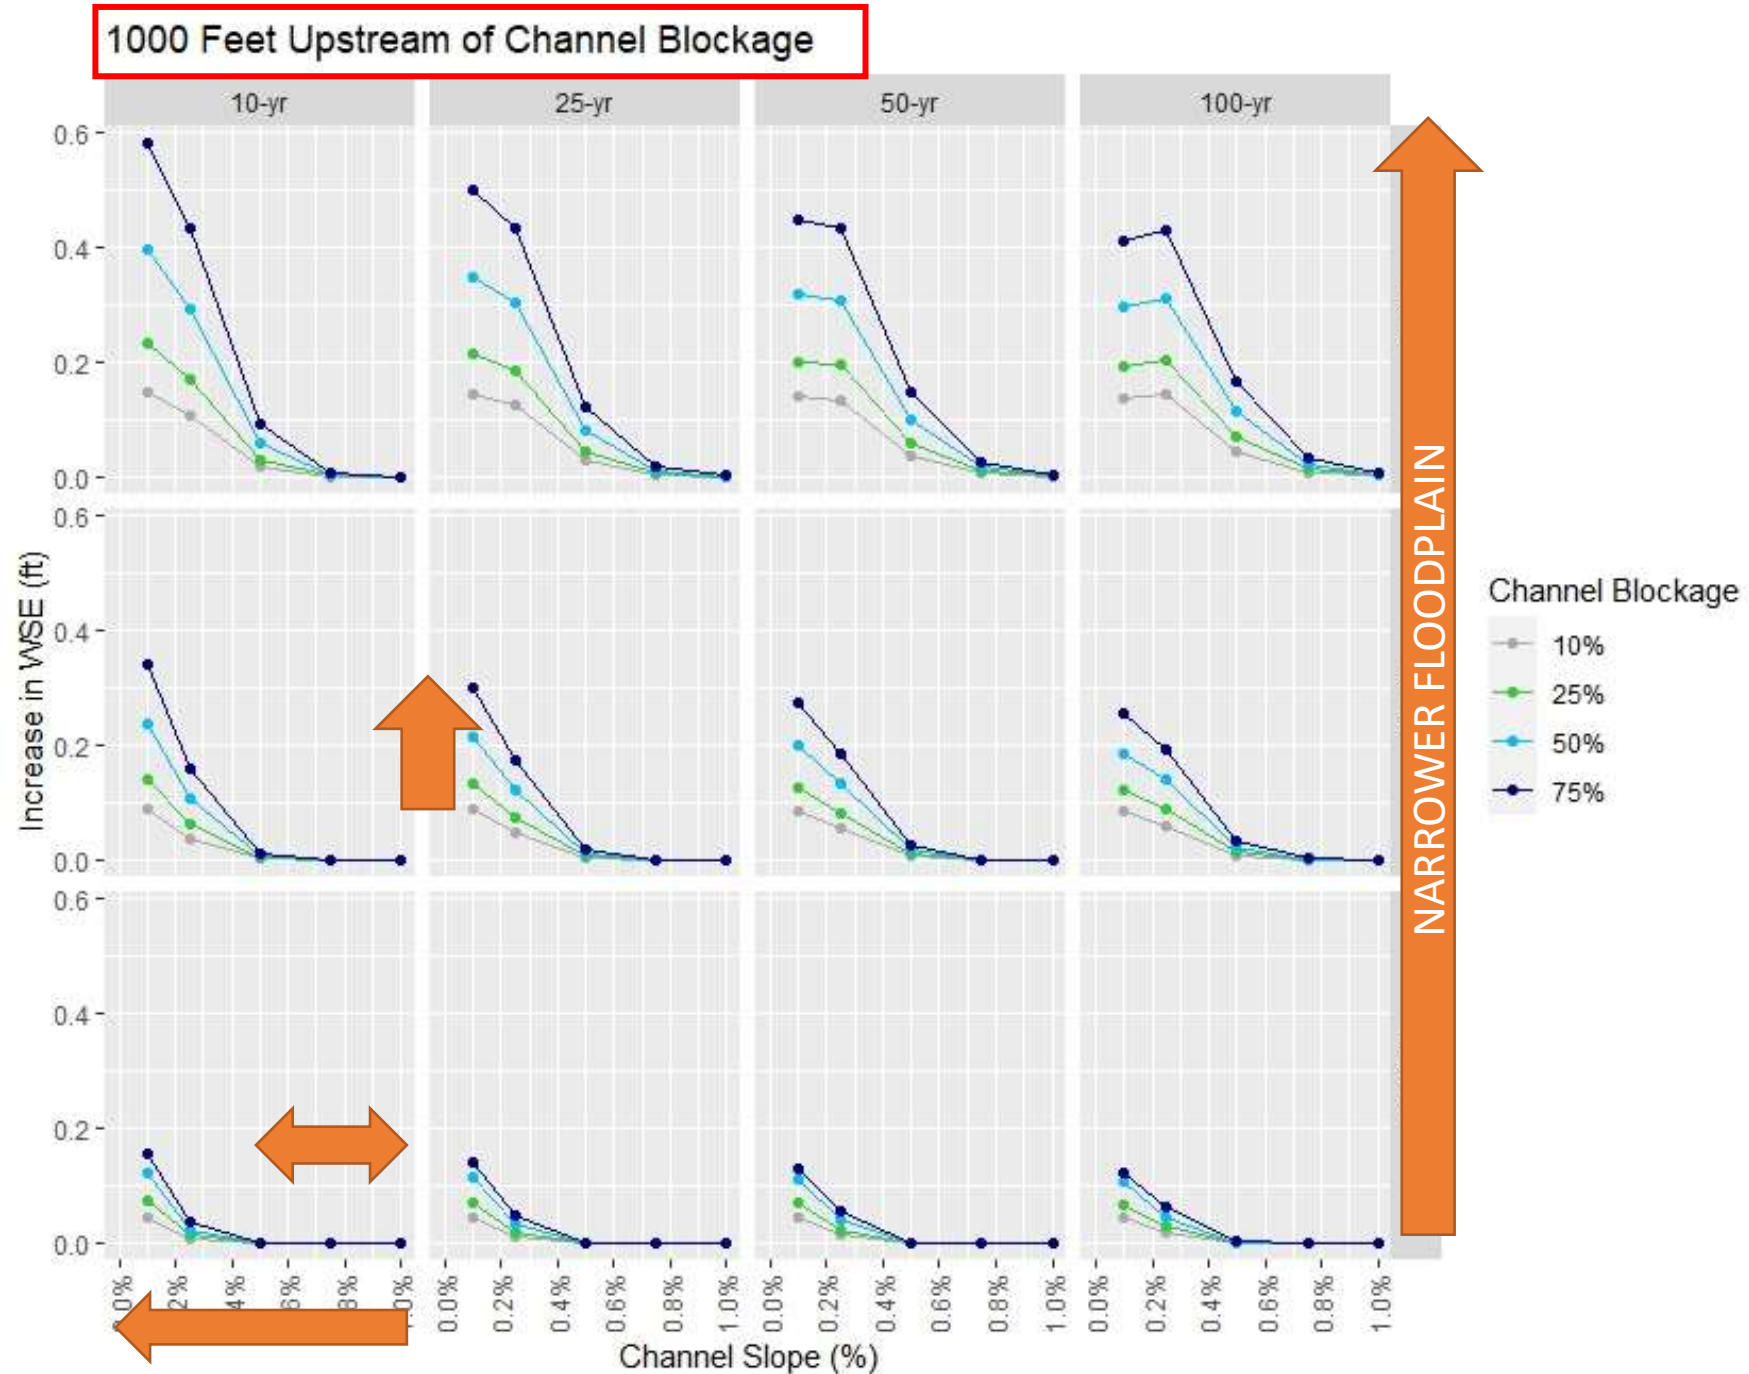 1000 Feet Upstream of Channel Blockage
10-yr 25-yr 50-yr 100-yr
0.6
0.4
0.2
0.0
0.6
0.4
0.2
0.0
0.6
0.4
0.2
0.0
Increase in WSE (ft)
NARROWER FLOODPLAIN
Channel Blockage
10%
25%
50%
75%
0.0% 0.2% 0.4% 0.6% 0.8% 1.0%
0.0% 0.2% 0.4% 0.6% 0.8% 1.0%
0.0% 0.2% 0.4% 0.6% 0.8% 1.0%
Channel Slope (%)